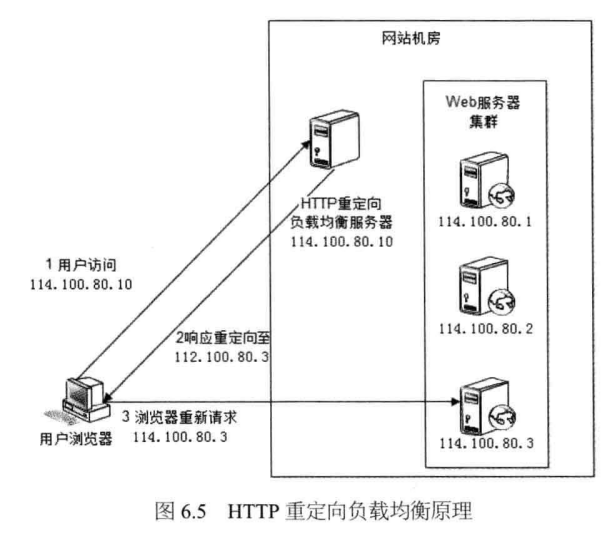 网站机房
Web服务器
集群
114.100.80.1
HTTP重定向
负载均衡服务器
114.100.80.10
1 用户访问
114.100.80.10
114.100.80.2
2响应重定向至
112.100.80.3
3 浏览器重新请求
114.100.80.3
用户浏览器
114.100.80.3
图 6.5 HTTP 重定向负载均衡原理